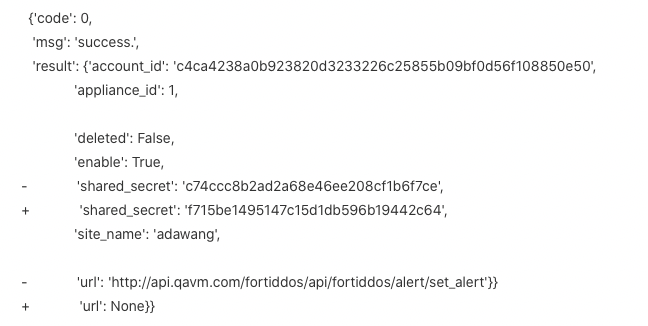 {'code': 0,
'msg': 'success.',
'result': {'account_id': 'c4ca4238a0b923820d3233226c25855b09bf0d56f108850e50',
'appliance_id': 1,
'deleted': False,
'enable': True,
- 'shared_secret': 'c74ccc8b2ad2a68e46ee208cf1b6f7ce',
+ 'shared_secret': 'f715be1495147c15d1db596b19442c64',
'site_name': 'adawang',
- 'url': 'http://api.qavm.com/fortiddos/api/fortiddos/alert/set_alert'}}
+ 'url': None}}